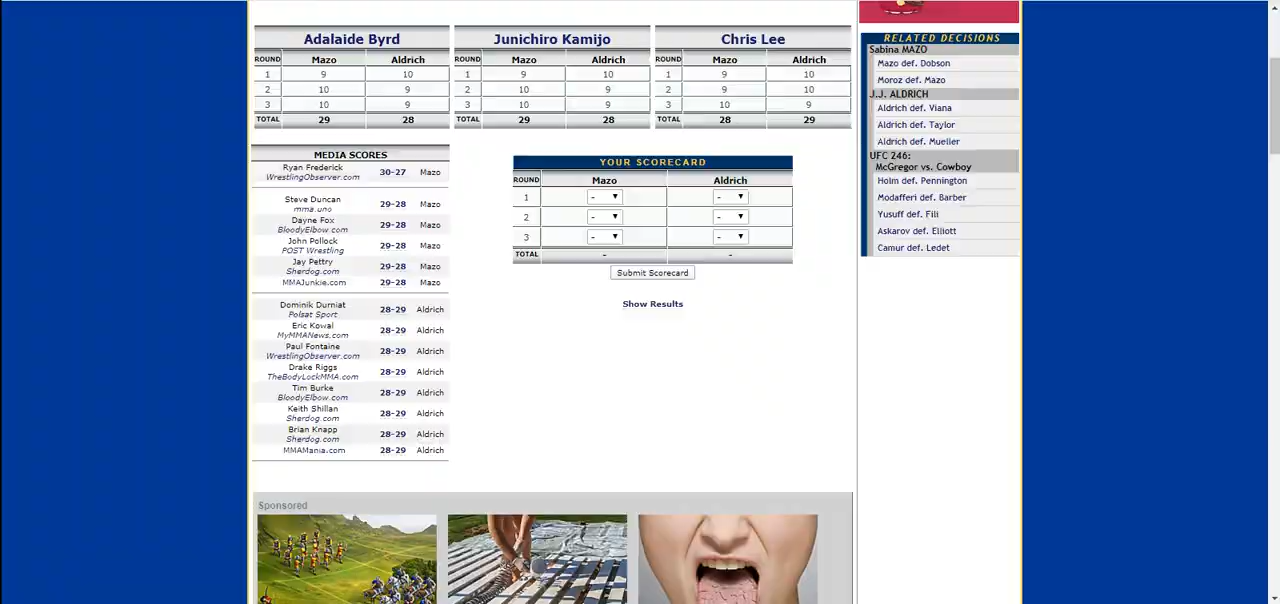 Adalaide Byrd
ROUND Mazo Aldrich
1 9 10
2 10 9
3 10 9
TOTAL 29 28
Junichiro Kamijo
ROUND Mazo Aldrich
1 9 10
2 10 9
3 10 9
TOTAL 29 28
Chris Lee
ROUND Mazo Aldrich
1 9 10
2 9 10
3 10 9
TOTAL 28 29
MEDIA SCORES
Ryan Frederick
WrestlingObserver.com
30-27 Mazo
Steve Duncan
mma.uno
29-28 Mazo
Dayne Fox
BloodyElbow.com
29-28 Mazo
John Pollock
POST Wrestling
29-28 Mazo
Jay Pettry
Sherdog.com
29-28 Mazo
MMAJunkie.com 29-28 Mazo
Dominik Durniat
Polsat Sport
28-29 Aldrich
Eric Kowal
MyMMANews.com
28-29 Aldrich
Paul Fontaine
WrestlingObserver.com
28-29 Aldrich
Drake Riggs
TheBodyLockMMA.com
28-29 Aldrich
Tim Burke
BloodyElbow.com
28-29 Aldrich
Keith Shillan
Sherdog.com
28-29 Aldrich
Brian Knapp
Sherdog.com
28-29 Aldrich
MMAMania.com 28-29 Aldrich
YOUR SCORECARD
ROUND Mazo Aldrich
1 - -
2 - -
3 - -
TOTAL - -
Submit Scorecard
Show Results
RELATED DECISIONS
Sabina MAZO
Mazo def. Dobson
Moroz def. Mazo
J.J. ALDRICH
Aldrich def. Viana
Aldrich def. Taylor
Aldrich def. Mueller
UFC 246:
McGregor vs. Cowboy
Holm def. Pennington
Modafferi def. Barber
Yusuff def. Fili
Askarov def. Elliott
Camur def. Ledet
Sponsored